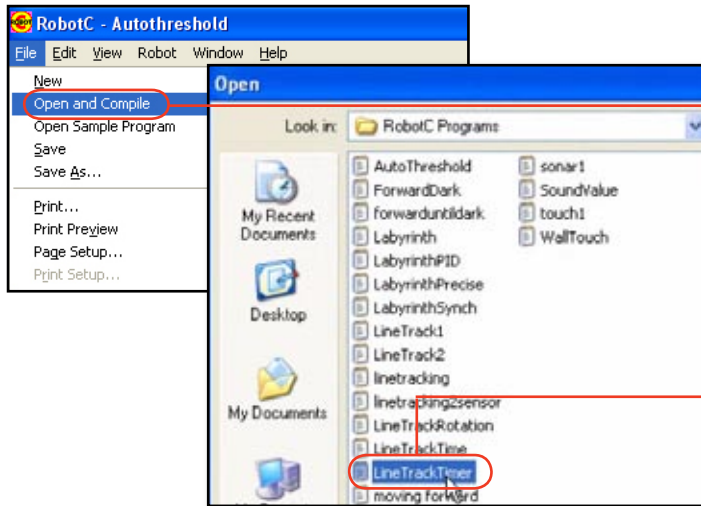 RobotC - Autothreshold
File Edit View Robot Window Help
New
Open and Compile
Open Sample Program
Save
Save As...
Print...
Print Preview
Page Setup...
Print Setup...
Open
Look in: RobotC Programs
My Recent Documents
Desktop
My Documents
AutoThreshold
ForwardDark
forwarduntildark
Labyrinth
LabyrinthPID
LabyrinthPrecise
LabyrinthSynch
LineTrack1
LineTrack2
linetracking
linetracking2sensor
LineTrackRotation
LineTrackTime
LineTrackTimer
moving forward
sonar1
SoundValue
touch1
WallTouch